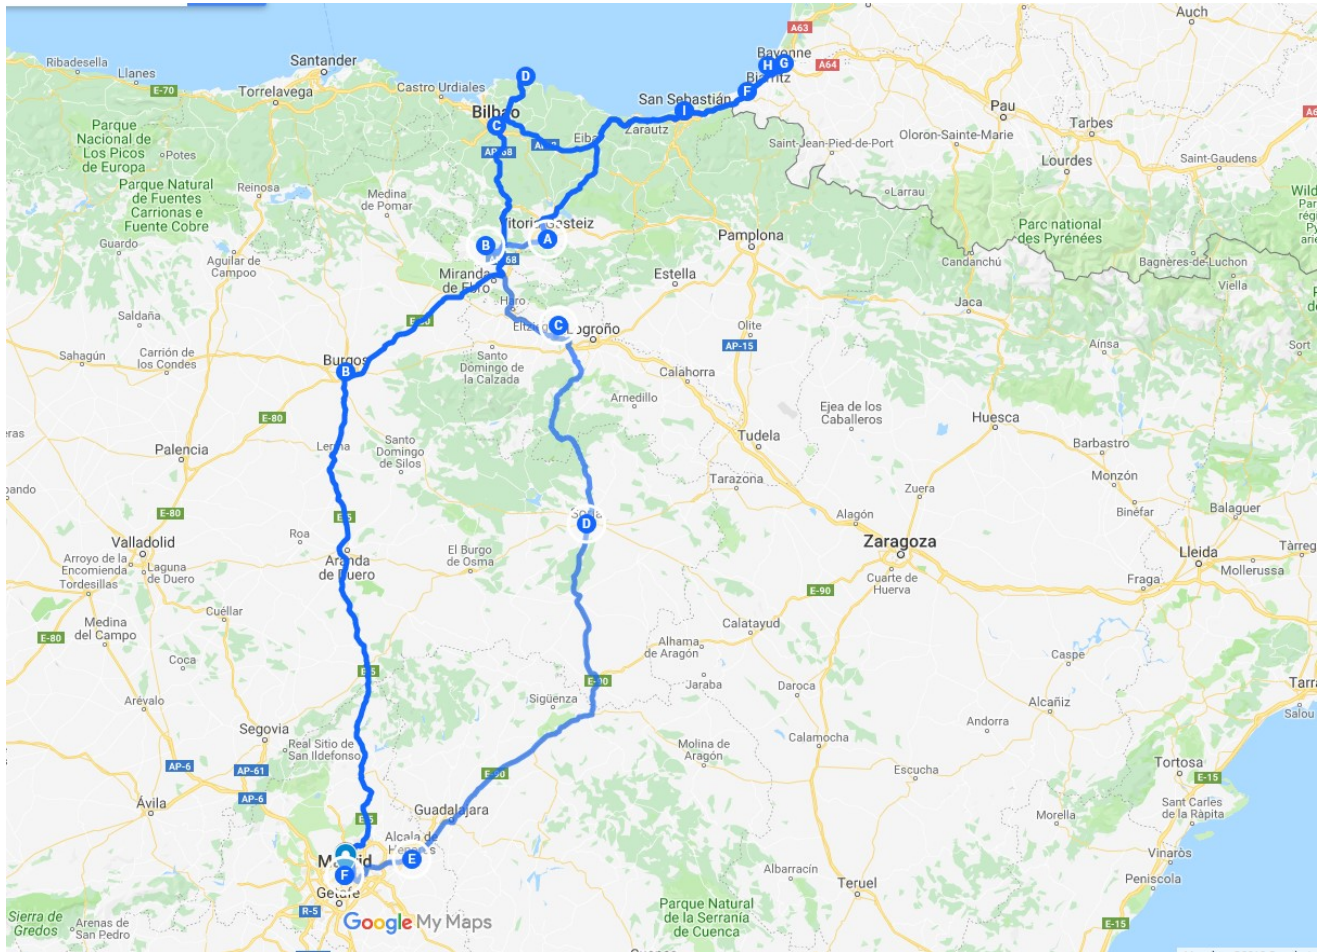 Auch
A63
Ribadesella
Llanes
Santander
Bayonne
H
G
A64
Biarritz
D
E-70
Torrelavega
Castro Urdiales
F
San Sebastián
I
Pau
Bilbao
C
Zarautz
Tarbes
Parque
Nacional de
Los Picos
de Europa
Potes
Eibar
Saint-Jean-Pied-de-Port
Oloron-Sainte-Marie
Lourdes
Saint-Gaudens
AP-68
Parque Natural
de Fuentes
Carrionas e
Fuente Cobre
Reinosa
Medina
de Pomar
Larrau
Parc national
des Pyrénées
Guardo
B
A
Pamplona
Candanchú
Bagnères-de-Luchon
Aguilar de
Campoo
68
Miranda
de Ebro
Estella
Viella
Haro
Jaca
Saldaña
C
Logroño
Olite
Sahagún
Carrión de
los Condes
Burgos
B
Santo
Domingo de
la Calzada
AP-15
Ainsa
Sort
Calahorra
E-80
Arnedillo
Ejea de los
Caballeros
Huesca
Palencia
Lerma
Santo
Domingo
de Silos
Tudela
Barbastro
Monzón
Tarazona
Zuera
Binéfar
Balaguer
E-80
D
Alagón
Valladolid
Roa
Zaragoza
Lleida
Arroyo de la
Encomienda
Tordesillas
Laguna
de Duero
Aranda
de Duero
El Burgo
de Osma
Cuarte de
Huerva
Fraga
Mollerussa
E-90
Medina
del Campo
Cuéllar
Calatayud
E-80
Coca
Alhama
de Aragón
Caspe
E-5
E-90
Jaraba
Daroca
Alcañiz
Arévalo
Sigüenza
Salou
Segovia
Andorra
Real Sitio de
San Ildefonso
Calamocha
Molina de
Aragón
AP-6
AP-61
E-90
Escucha
Tortosa
E-15
AP-6
Ávila
Guadalajara
Morella
Sant Carles
de la Ràpita
E-5
Alcalá de
Henares
Madrid
E
F
Albarracín
Vinaròs
Getafe
Teruel
Peniscola
R-5
Sierra de
Gredos
Arenas de
San Pedro
Google My Maps
Parque Natural
de la Serranía
de Cuenca
E-15